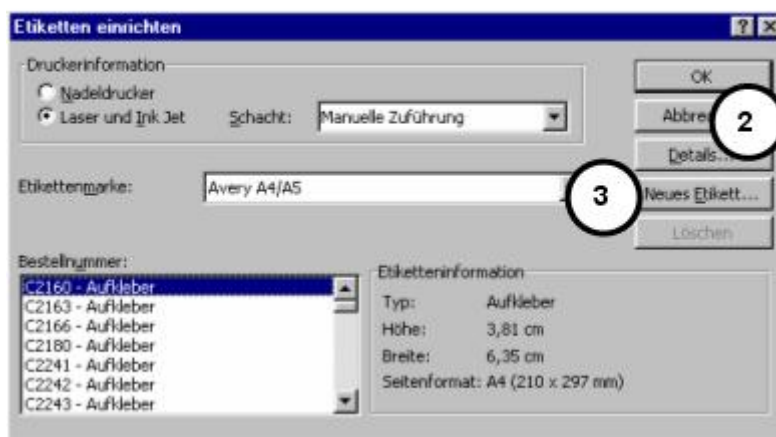 Etiketten einrichten
Druckerinformation
Nadeldrucker
Laser und Ink Jet
Schacht:
Manuelle Zuführung
OK
2
Details...
Etikettenmarke:
Avery A4/A5
3
Neues Etikett...
Löschen
Bestellnummer:
C2160 - Aufkleber
C2163 - Aufkleber
C2166 - Aufkleber
C2180 - Aufkleber
C2241 - Aufkleber
C2242 - Aufkleber
C2243 - Aufkleber
Etiketteninformation
Typ: Aufkleber
Höhe: 3,81 cm
Breite: 6,35 cm
Seitenformat: A4 (210 x 297 mm)